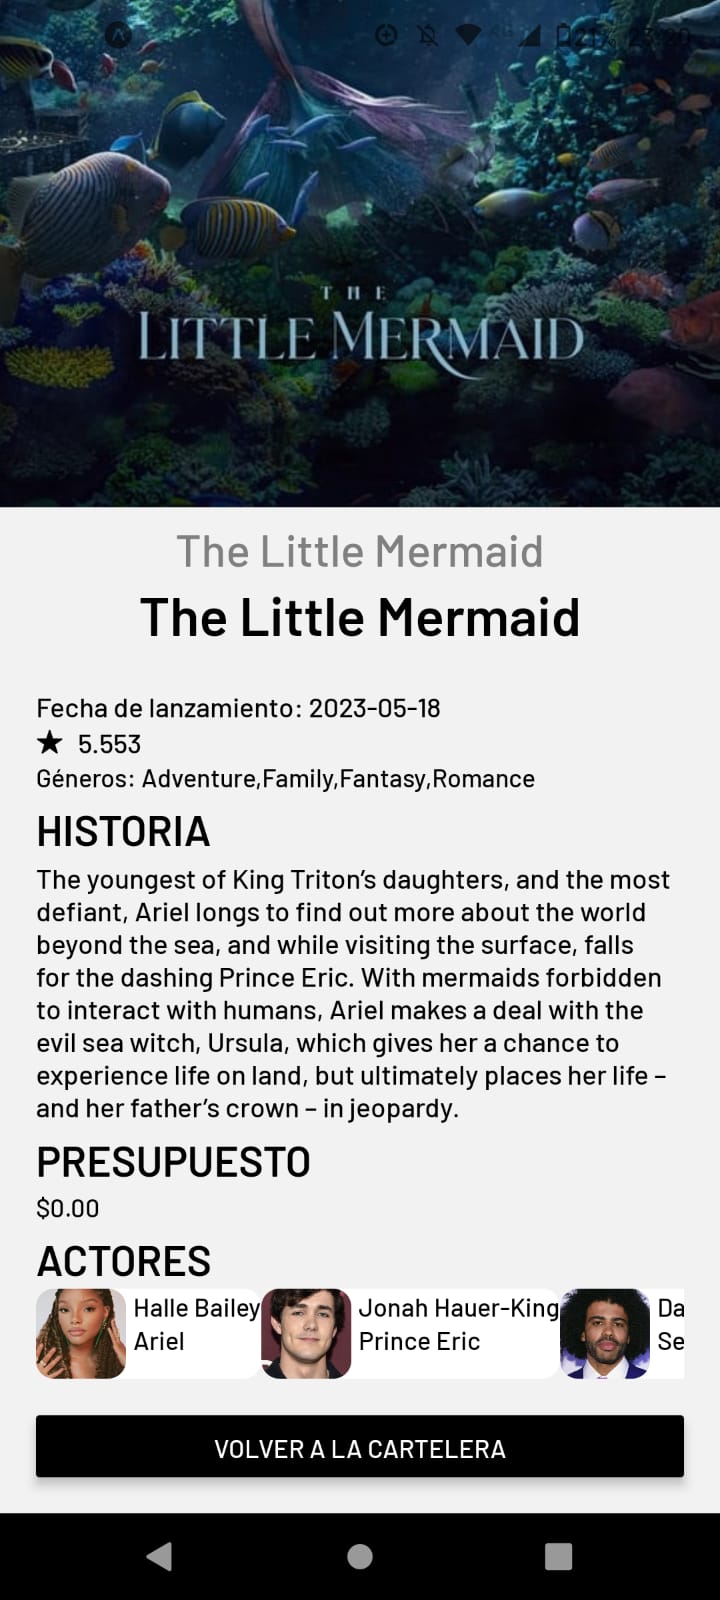 21%
THE
LITTLE MERMAID
The Little Mermaid
The Little Mermaid
Fecha de lanzamiento: 2023-05-18
★ 5.553
Géneros: Adventure,Family,Fantasy,Romance
HISTORIA
The youngest of King Triton’s daughters, and the most
defiant, Ariel longs to find out more about the world
beyond the sea, and while visiting the surface, falls
for the dashing Prince Eric. With mermaids forbidden
to interact with humans, Ariel makes a deal with the
evil sea witch, Ursula, which gives her a chance to
experience life on land, but ultimately places her life –
and her father’s crown – in jeopardy.
PRESUPUESTO
$0.00
ACTORES
Halle Bailey
Ariel
Jonah Hauer-King
Prince Eric
Da
Se
VOLVER A LA CARTELERA